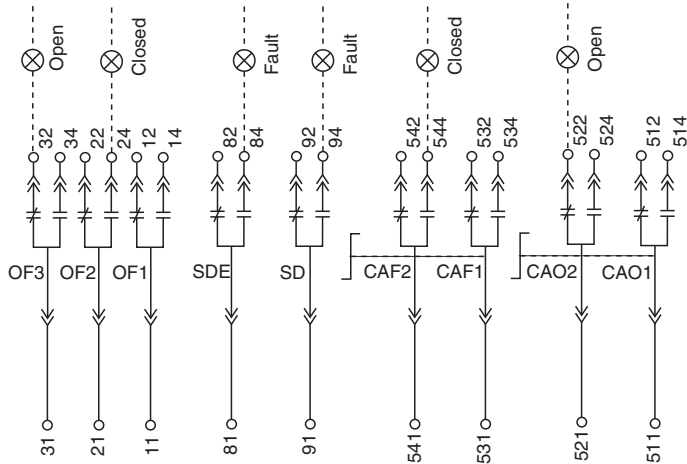 Open
Closed
Fault
Fault
Closed
Open
32
34
22
24
12
14
82
84
92
94
542
544
532
534
522
524
512
514
OF3
OF2
OF1
SDE
SD
CAF2
CAF1
CAO2
CAO1
31
21
11
81
91
541
531
521
511